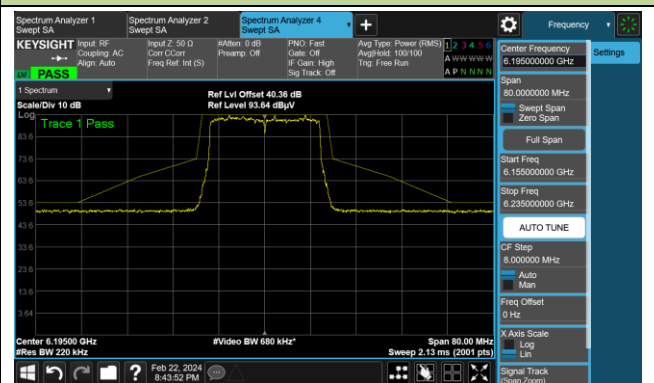 Spectrum Analyzer 1
Swept SA
Spectrum Analyzer 2
Swept SA
Spectrum Analyzer 4
Swept SA
Frequency
KEYSIGHT
Input: RF
Coupling: AC
Align: Auto
Input Z: 50 Ω
Corr CCorr
Freq Ref: Int (S)
#Atten: 0 dB
Preamp: Off
PNO: Fast
Gate: Off
IF Gain: High
Sig Track: Off
Avg Type: Power (RMS)
Avg|Hold: 100/100
Trig: Free Run
1 2 3 4 5 6
A W W W W W
A P N N N N
PASS
1 Spectrum
Scale/Div 10 dB
Ref Lvl Offset 40.36 dB
Ref Level 93.64 dBµV
Log
Trace 1 Pass
83.6
73.6
63.6
53.6
43.6
33.6
23.6
13.6
3.64
Center 6.19500 GHz
#Res BW 220 kHz
#Video BW 680 kHz*
Span 80.00 MHz
Sweep 2.13 ms (2001 pts)
Feb 22, 2024
8:43:52 PM
Center Frequency
6.195000000 GHz
Settings
Span
80.0000000 MHz
Swept Span
Zero Span
Full Span
Start Freq
6.155000000 GHz
Stop Freq
6.235000000 GHz
AUTO TUNE
CF Step
8.000000 MHz
Auto
Man
Freq Offset
0 Hz
X Axis Scale
Log
Lin
Signal Track
(Span Zoom)